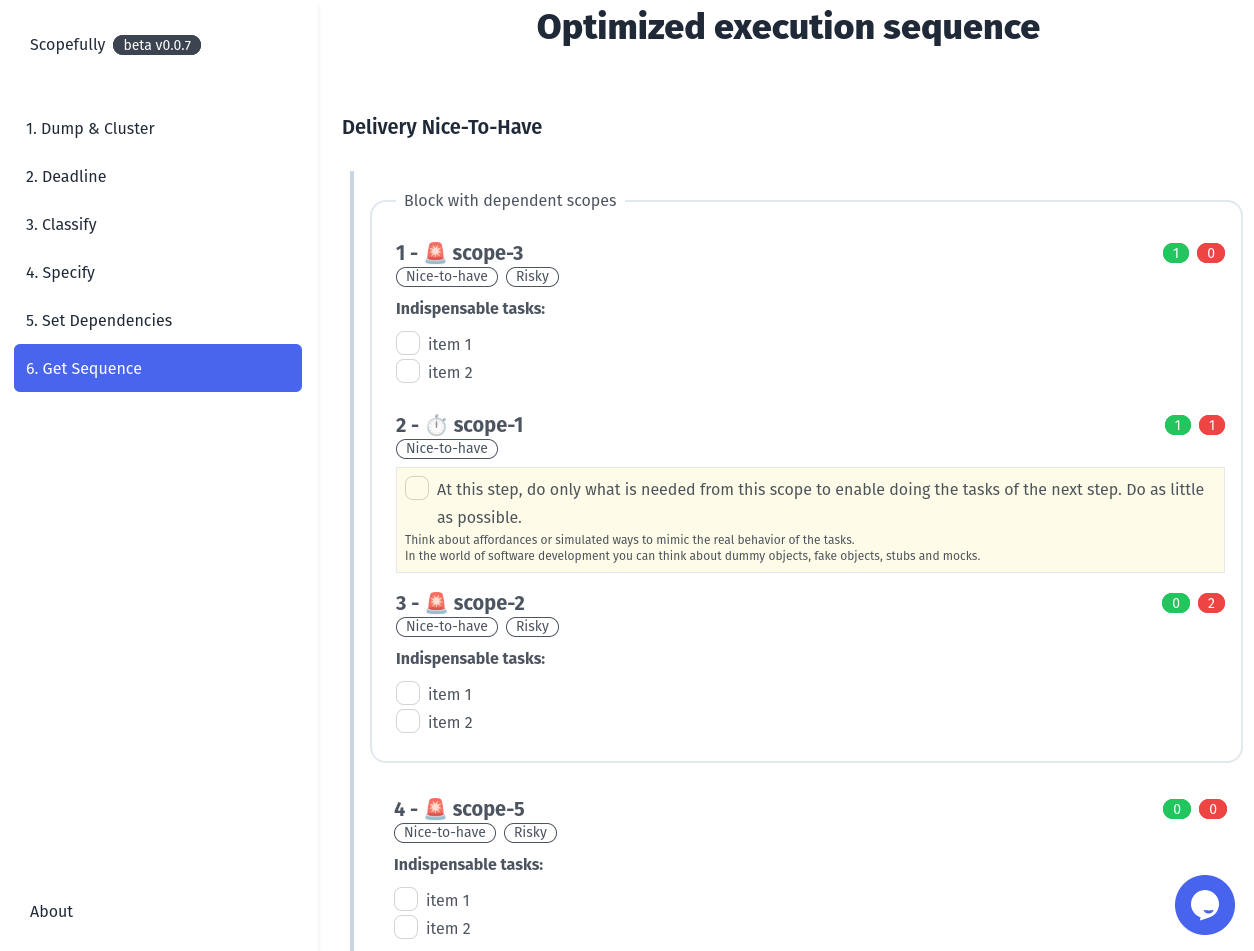 Scopefully beta v0.0.7
1. Dump & Cluster
2. Deadline
3. Classify
4. Specify
5. Set Dependencies
6. Get Sequence
About
Optimized execution sequence
Delivery Nice-To-Have
Block with dependent scopes
1 - 🚨 scope-3
1 0
Nice-to-have Risky
Indispensable tasks:
item 1
item 2
2 - ⏱️ scope-1
1 1
Nice-to-have
At this step, do only what is needed from this scope to enable doing the tasks of the next step. Do as little
as possible.
Think about affordances or simulated ways to mimic the real behavior of the tasks.
In the world of software development you can think about dummy objects, fake objects, stubs and mocks.
3 - 🚨 scope-2
0 2
Nice-to-have Risky
Indispensable tasks:
item 1
item 2
4 - 🚨 scope-5
0 0
Nice-to-have Risky
Indispensable tasks:
item 1
item 2